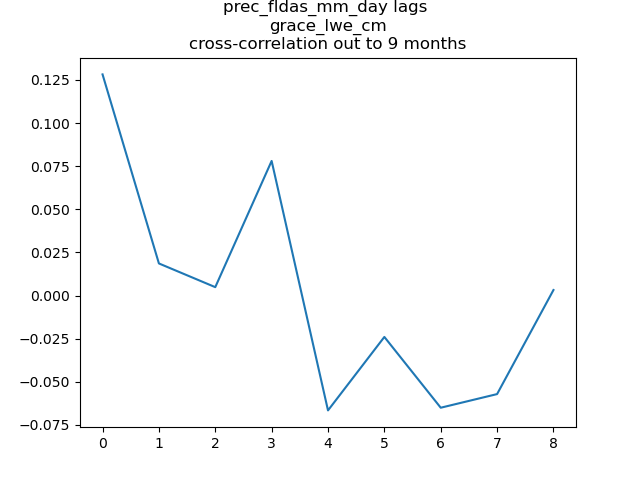 prec_fldas_mm_day lags
grace_lwe_cm
cross-correlation out to 9 months
0.125
0.100
0.075
0.050
0.025
0.000
−0.025
−0.050
−0.075
0 1 2 3 4 5 6 7 8